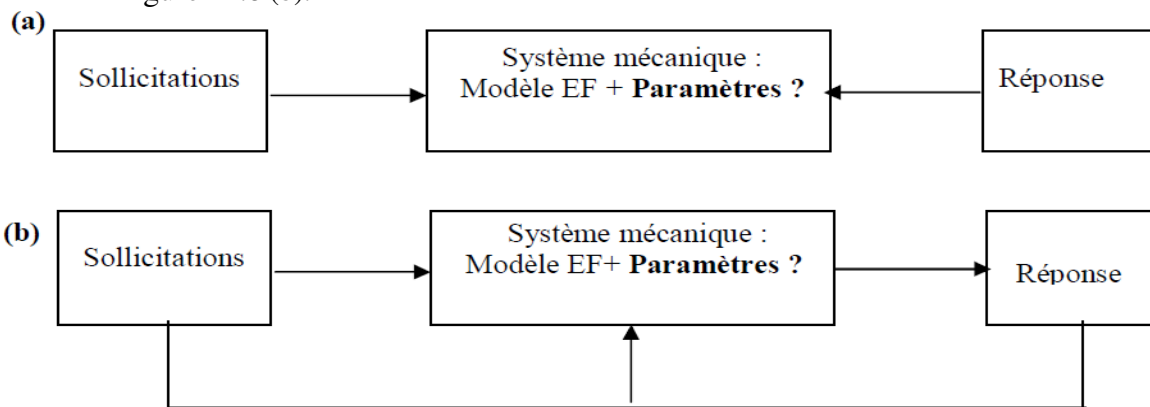 (b).
(a)
Sollicitations
Système mécanique :
Modèle EF + Paramètres ?
Réponse
(b)
Sollicitations
Système mécanique :
Modèle EF+ Paramètres ?
Réponse